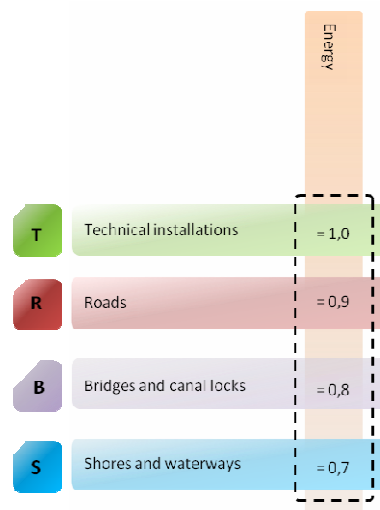 Energy
T Technical installations = 1,0
R Roads = 0,9
B Bridges and canal locks = 0,8
S Shores and waterways = 0,7